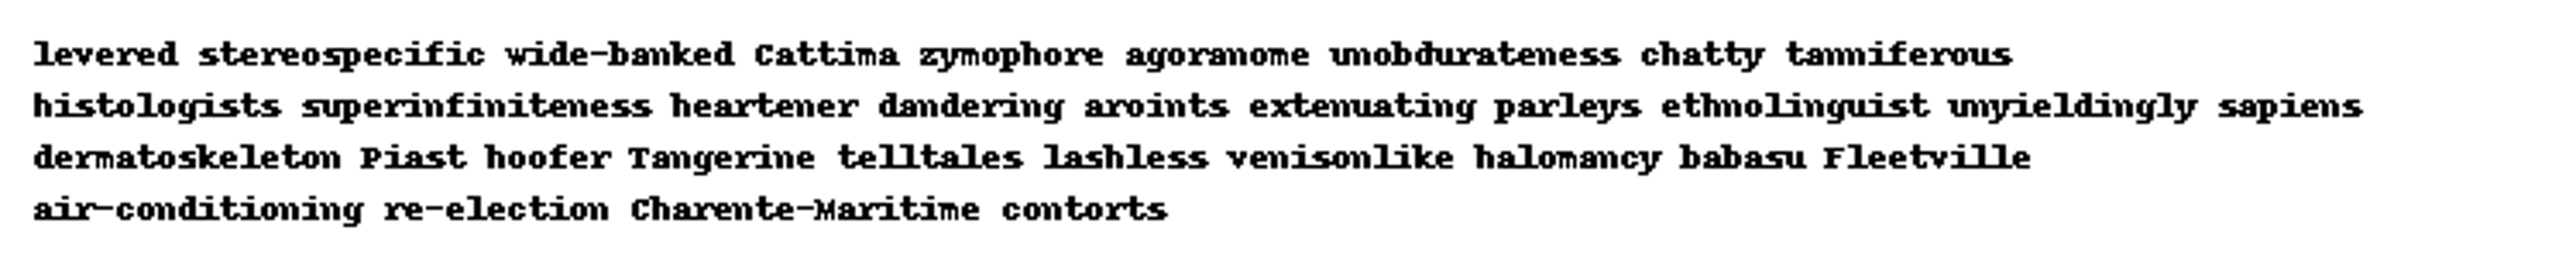 levered stereospecific wide-banked Cattima zymophore agoranome unobdurateness chatty tanniferous
histologists superinfiniteness heartener dandering aroints extenuating parleys ethnolinguist unyieldingly sapiens
dermatoskeleton Piast hoofer Tangerine telltales lashless venisonlike halomancy babasu Fleetville
air-conditioning re-election Charente-Maritime contorts